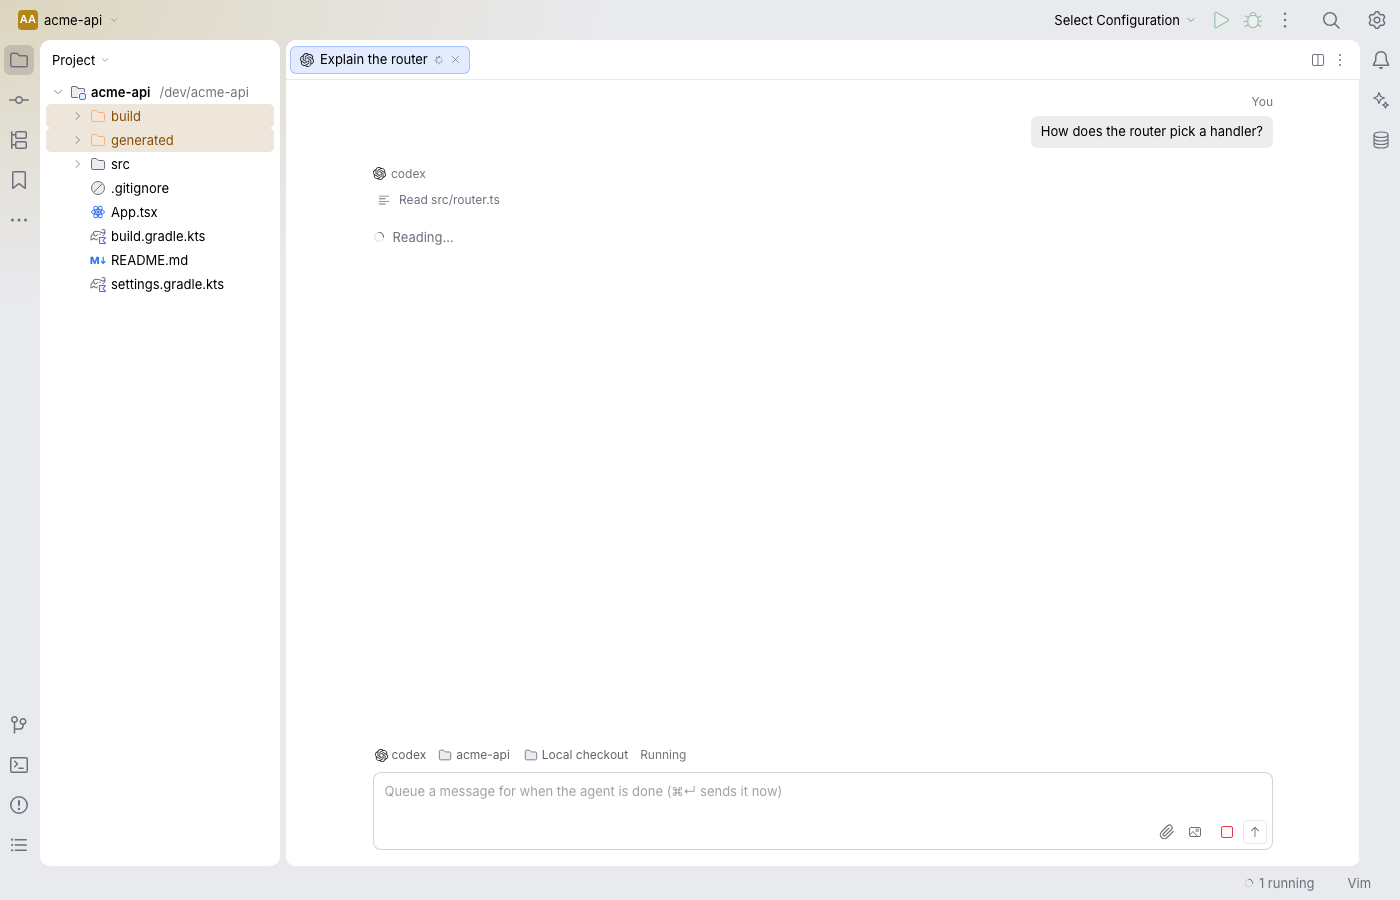 AA acme-api
Select Configuration
Project
Explain the router
acme-api /dev/acme-api
build
generated
src
.gitignore
App.tsx
build.gradle.kts
M↓ README.md
settings.gradle.kts
You
How does the router pick a handler?
codex
Read src/router.ts
Reading...
codex acme-api Local checkout Running
Queue a message for when the agent is done (⌘↵ sends it now)
1 running Vim